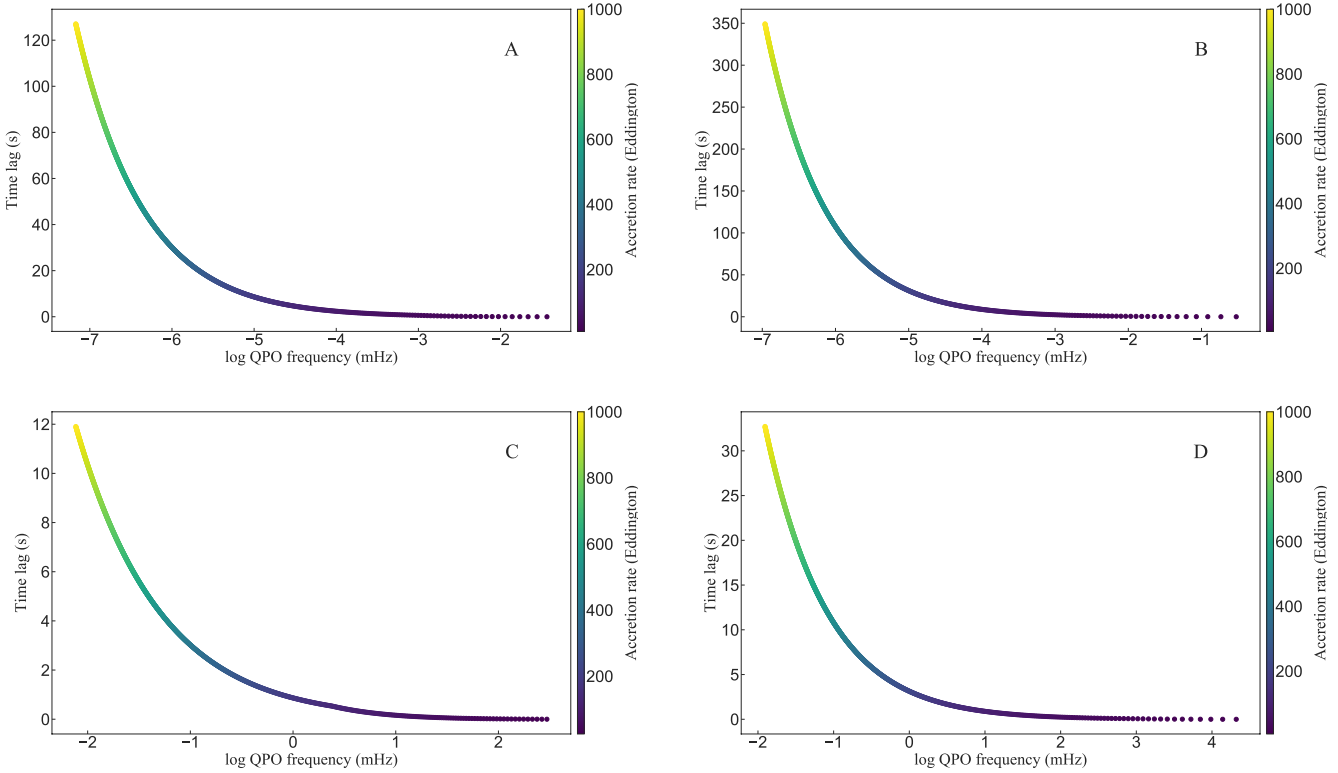 A
Time lag (s)
120
100
80
60
40
20
0
−7 −6 −5 −4 −3 −2
log QPO frequency (mHz)
1000
800
600
400
200
Accretion rate (Eddington)
B
Time lag (s)
350
300
250
200
150
100
50
0
−7 −6 −5 −4 −3 −2 −1
log QPO frequency (mHz)
1000
800
600
400
200
Accretion rate (Eddington)
C
Time lag (s)
12
10
8
6
4
2
0
−2 −1 0 1 2
log QPO frequency (mHz)
1000
800
600
400
200
Accretion rate (Eddington)
D
Time lag (s)
30
25
20
15
10
5
0
−2 −1 0 1 2 3 4
log QPO frequency (mHz)
1000
800
600
400
200
Accretion rate (Eddington)